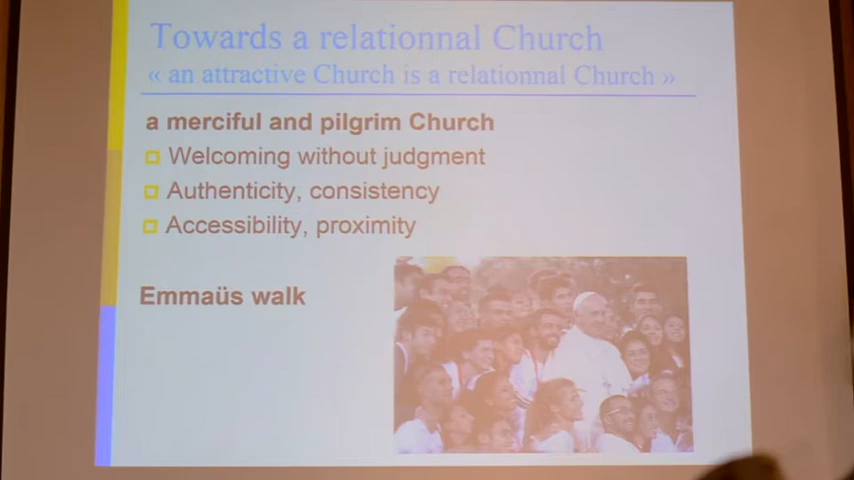 Towards a relationnal Church
« an attractive Church is a relationnal Church »
a merciful and pilgrim Church
Welcoming without judgment
Authenticity, consistency
Accessibility, proximity
Emmaüs walk